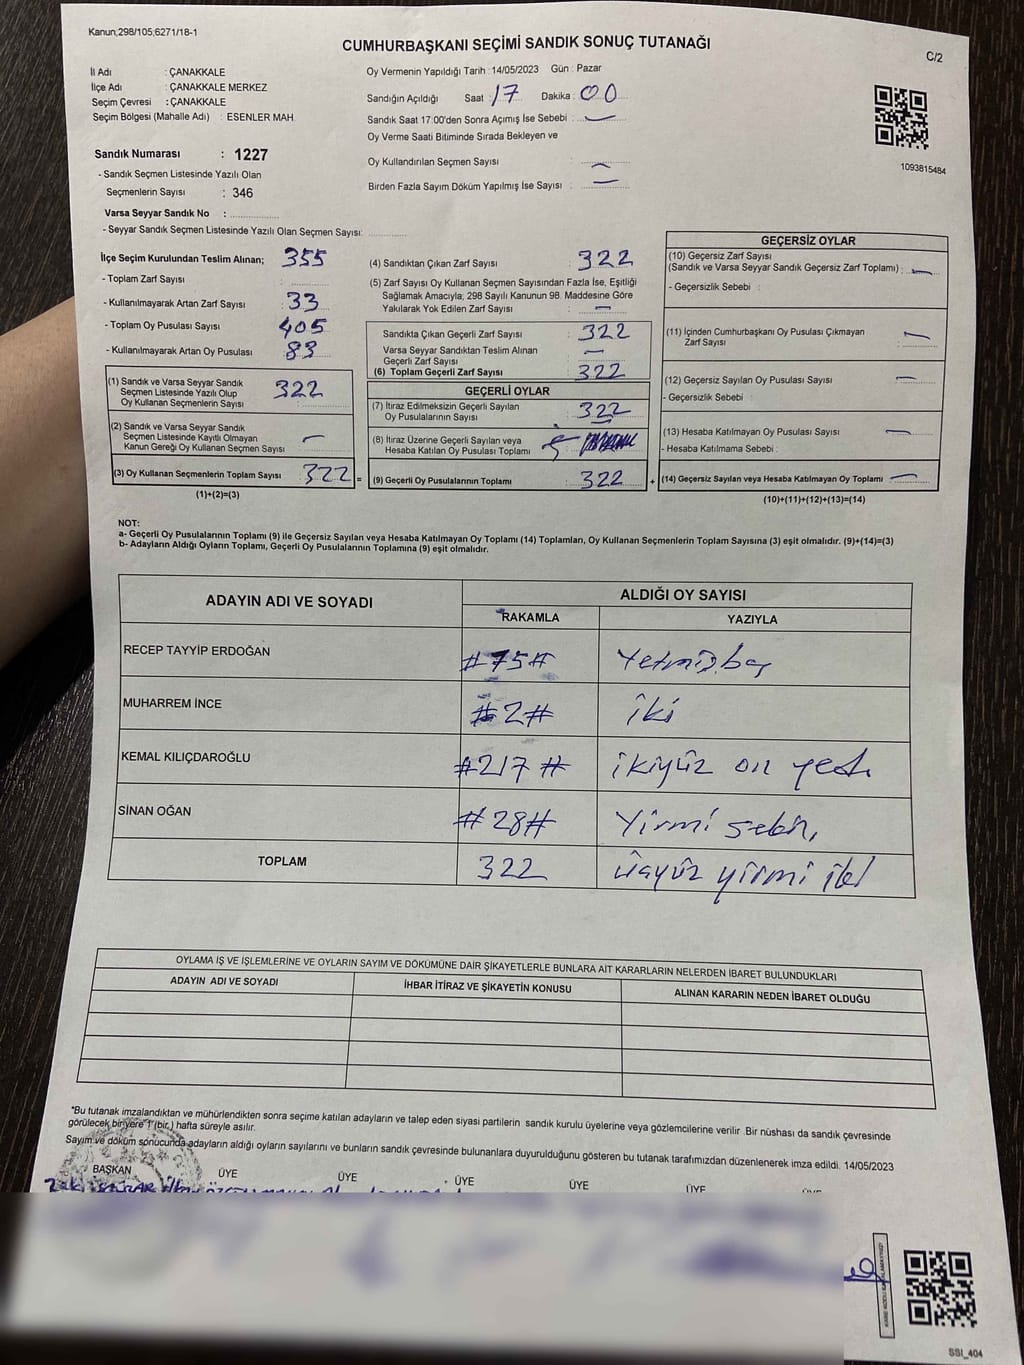 Kanun;298/105;6271/18-1
CUMHURBAŞKANI SEÇİMİ SANDIK SONUÇ TUTANAĞI
C/2
İl Adı : ÇANAKKALE
İlçe Adı : ÇANAKKALE MERKEZ
Seçim Çevresi : ÇANAKKALE
Seçim Bölgesi (Mahalle Adı) : ESENLER MAH.
Oy Vermenin Yapıldığı Tarih : 14/05/2023 Gün : Pazar
Sandığın Açıldığı Saat : 17 Dakika : 00
Sandık Saat 17:00'den Sonra Açımış İse Sebebi : —
Oy Verme Saati Bitiminde Sırada Bekleyen ve
Oy Kullandırılan Seçmen Sayısı : —
Birden Fazla Sayım Döküm Yapılmış İse Sayısı : —
1093815484
Sandık Numarası : 1227
- Sandık Seçmen Listesinde Yazılı Olan
Seçmenlerin Sayısı : 346
Varsa Seyyar Sandık No :
- Seyyar Sandık Seçmen Listesinde Yazılı Olan Seçmen Sayısı:
İlçe Seçim Kurulundan Teslim Alınan; 355
- Toplam Zarf Sayısı :
- Kullanılmayarak Artan Zarf Sayısı : 33
- Toplam Oy Pusulası Sayısı : 405
- Kullanılmayarak Artan Oy Pusulası : 83
(1) Sandık ve Varsa Seyyar Sandık
Seçmen Listesinde Yazılı Olup
Oy Kullanan Seçmenlerin Sayısı : 322
(2) Sandık ve Varsa Seyyar Sandık
Seçmen Listesinde Kayıtlı Olmayan
Kanun Gereği Oy Kullanan Seçmen Sayısı : —
(3) Oy Kullanan Seçmenlerin Toplam Sayısı : 322 =
(1)+(2)=(3)
(4) Sandıktan Çıkan Zarf Sayısı : 322
(5) Zarf Sayısı Oy Kullanan Seçmen Sayısından Fazla İse, Eşitliği
Sağlamak Amacıyla; 298 Sayılı Kanunun 98. Maddesine Göre
Yakılarak Yok Edilen Zarf Sayısı : —
Sandıkta Çıkan Geçerli Zarf Sayısı : 322
Varsa Seyyar Sandıktan Teslim Alınan
Geçerli Zarf Sayısı : —
(6) Toplam Geçerli Zarf Sayısı : 322
GEÇERLİ OYLAR
(7) İtiraz Edilmeksizin Geçerli Sayılan
Oy Pusulalarının Sayısı : 322
(8) İtiraz Üzerine Geçerli Sayılan veya
Hesaba Katılan Oy Pusulası Toplamı :
(9) Geçerli Oy Pusulalarının Toplamı : 322 +
GEÇERSİZ OYLAR
(10) Geçersiz Zarf Sayısı
(Sandık ve Varsa Seyyar Sandık Geçersiz Zarf Toplamı) : —
- Geçersizlik Sebebi :
(11) İçinden Cumhurbaşkanı Oy Pusulası Çıkmayan
Zarf Sayısı : —
(12) Geçersiz Sayılan Oy Pusulası Sayısı : —
- Geçersizlik Sebebi :
(13) Hesaba Katılmayan Oy Pusulası Sayısı : —
- Hesaba Katılmama Sebebi :
(14) Geçersiz Sayılan veya Hesaba Katılmayan Oy Toplamı : —
(10)+(11)+(12)+(13)=(14)
NOT:
a- Geçerli Oy Pusulalarının Toplamı (9) ile Geçersiz Sayılan veya Hesaba Katılmayan Oy Toplamı (14) Toplamları, Oy Kullanan Seçmenlerin Toplam Sayısına (3) eşit olmalıdır. (9)+(14)=(3)
b- Adayların Aldığı Oyların Toplamı, Geçerli Oy Pusulalarının Toplamına (9) eşit olmalıdır.
ADAYIN ADI VE SOYADI
ALDIĞI OY SAYISI
RAKAMLA YAZIYLA
RECEP TAYYİP ERDOĞAN #75# Yetmiş beş
MUHARREM İNCE #2# iki
KEMAL KILIÇDAROĞLU #217# ikiyüz on yedi
SİNAN OĞAN #28# Yirmi sekiz
TOPLAM 322 üçyüz yirmi iki
OYLAMA İŞ VE İŞLEMLERİNE VE OYLARIN SAYIM VE DÖKÜMÜNE DAİR ŞİKAYETLERLE BUNLARA AİT KARARLARIN NELERDEN İBARET BULUNDUKLARI
ADAYIN ADI VE SOYADI İHBAR İTİRAZ VE ŞİKAYETİN KONUSU ALINAN KARARIN NEDEN İBARET OLDUĞU
*Bu tutanak imzalandıktan ve mühürlendikten sonra seçime katılan adayların ve talep eden siyasi partilerin sandık kurulu üyelerine veya gözlemcilerine verilir. Bir nüshası da sandık çevresinde
görülecek bir yere 1 (bir) hafta süreyle asılır.
Sayım ve döküm sonucunda adayların aldığı oyların sayılarını ve bunların sandık çevresinde bulunanlara duyurulduğunu gösteren bu tutanak tarafımızdan düzenlenerek imza edildi. 14/05/2023
BAŞKAN ÜYE ÜYE ÜYE ÜYE ÜYE ÜYE
SSI_404